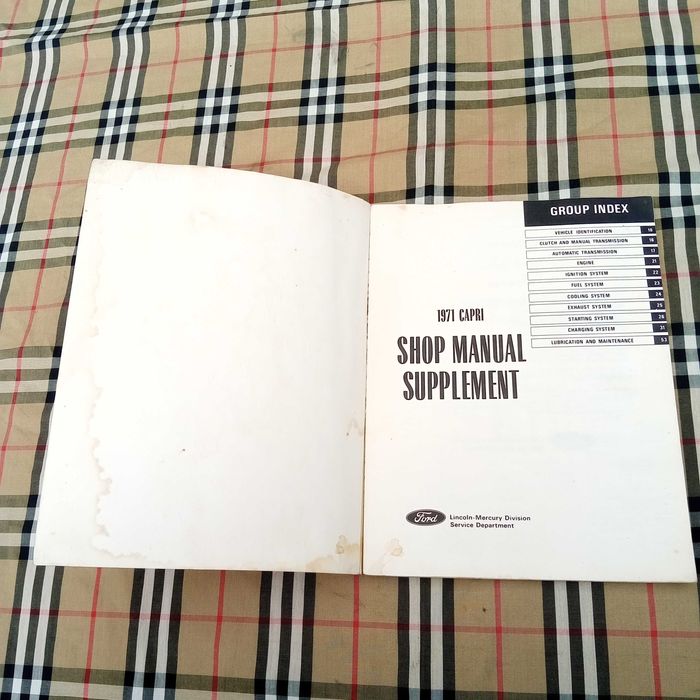 GROUP INDEX
VEHICLE IDENTIFICATION
CLUTCH AND MANUAL TRANSMISSION 16
AUTOMATIC TRANSMISSION 17
ENGINE 21
IGNITION SYSTEM 22
FUEL SYSTEM 23
COOLING SYSTEM 24
EXHAUST SYSTEM 25
STARTING SYSTEM 28
CHARGING SYSTEM 31
LUBRICATION AND MAINTENANCE 53
1971 CAPRI
SHOP MANUAL
SUPPLEMENT
Ford Lincoln-Mercury Division
Service Department